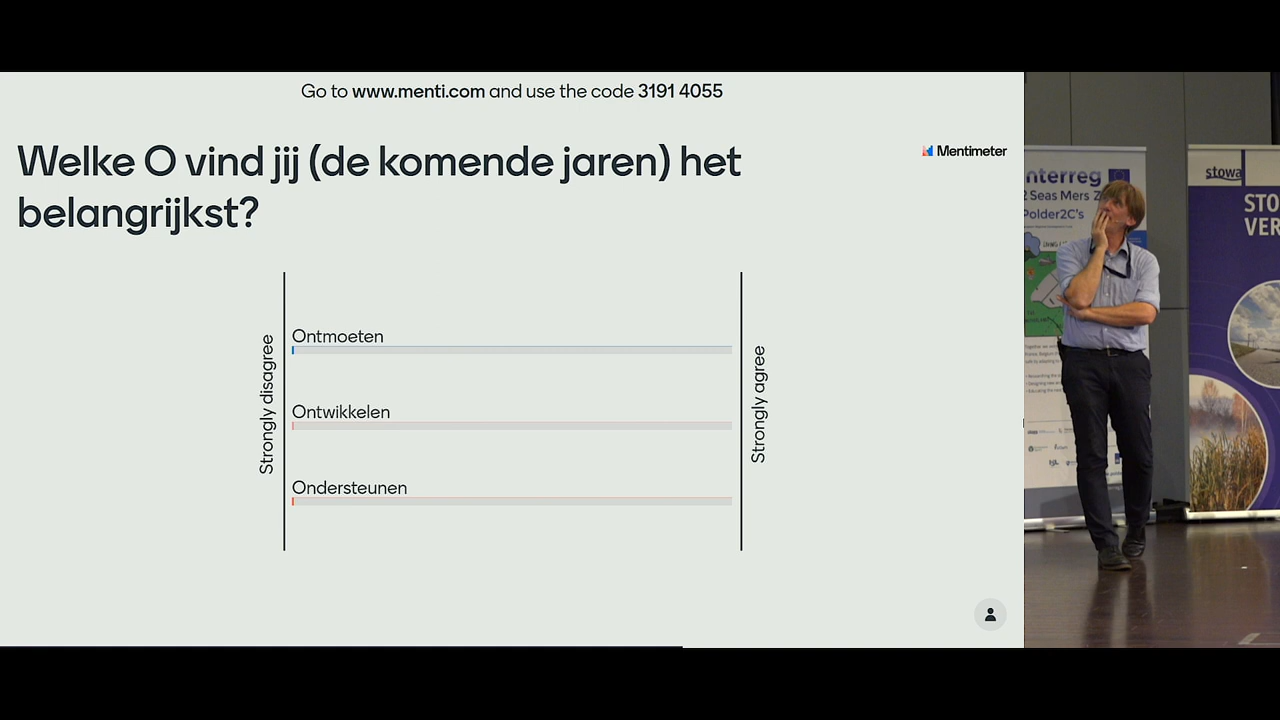 Go to www.menti.com and use the code 3191 4055
Welke O vind jij (de komende jaren) het
belangrijkst?
Mentimeter
Strongly disagree
Ontmoeten
Ontwikkelen
Ondersteunen
Strongly agree
nterreg
2 Seas Mers Z
Polder2C's
stowa
STO
VER